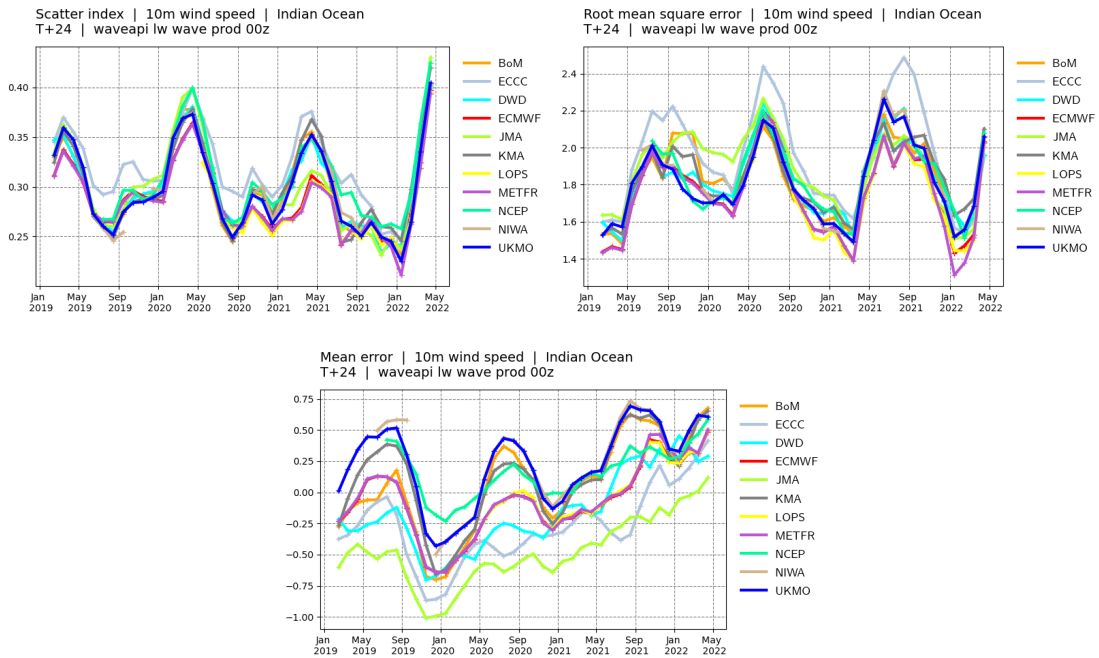 Scatter index | 10m wind speed | Indian Ocean
T+24 | waveapi lw wave prod 00z
0.40
0.35
0.30
0.25
Jan 2019
May 2019
Sep 2019
Jan 2020
May 2020
Sep 2020
Jan 2021
May 2021
Sep 2021
Jan 2022
May 2022
BoM
ECCC
DWD
ECMWF
JMA
KMA
LOPS
METFR
NCEP
NIWA
UKMO
Root mean square error | 10m wind speed | Indian Ocean
T+24 | waveapi lw wave prod 00z
2.4
2.2
2.0
1.8
1.6
1.4
Jan 2019
May 2019
Sep 2019
Jan 2020
May 2020
Sep 2020
Jan 2021
May 2021
Sep 2021
Jan 2022
May 2022
BoM
ECCC
DWD
ECMWF
JMA
KMA
LOPS
METFR
NCEP
NIWA
UKMO
Mean error | 10m wind speed | Indian Ocean
T+24 | waveapi lw wave prod 00z
0.75
0.50
0.25
0.00
−0.25
−0.50
−0.75
−1.00
Jan 2019
May 2019
Sep 2019
Jan 2020
May 2020
Sep 2020
Jan 2021
May 2021
Sep 2021
Jan 2022
May 2022
BoM
ECCC
DWD
ECMWF
JMA
KMA
LOPS
METFR
NCEP
NIWA
UKMO